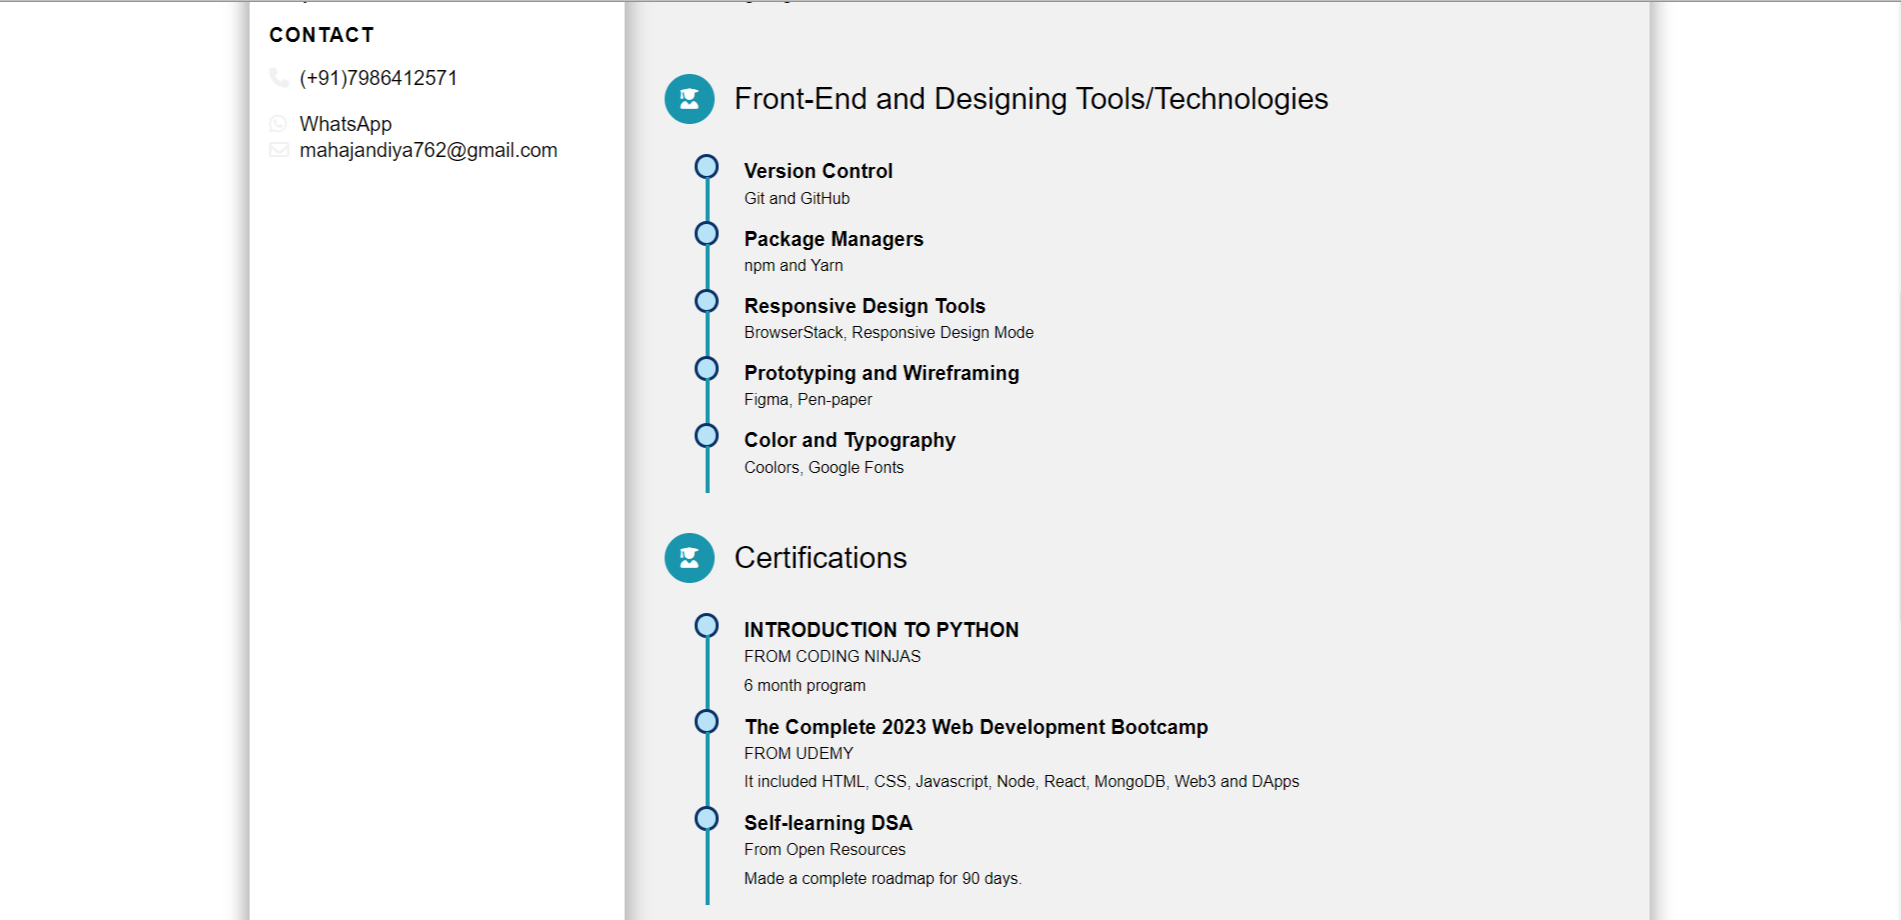 CONTACT
(+91)7986412571
WhatsApp
mahajandiya762@gmail.com
Front-End and Designing Tools/Technologies
Version Control
Git and GitHub
Package Managers
npm and Yarn
Responsive Design Tools
BrowserStack, Responsive Design Mode
Prototyping and Wireframing
Figma, Pen-paper
Color and Typography
Coolors, Google Fonts
Certifications
INTRODUCTION TO PYTHON
FROM CODING NINJAS
6 month program
The Complete 2023 Web Development Bootcamp
FROM UDEMY
It included HTML, CSS, Javascript, Node, React, MongoDB, Web3 and DApps
Self-learning DSA
From Open Resources
Made a complete roadmap for 90 days.